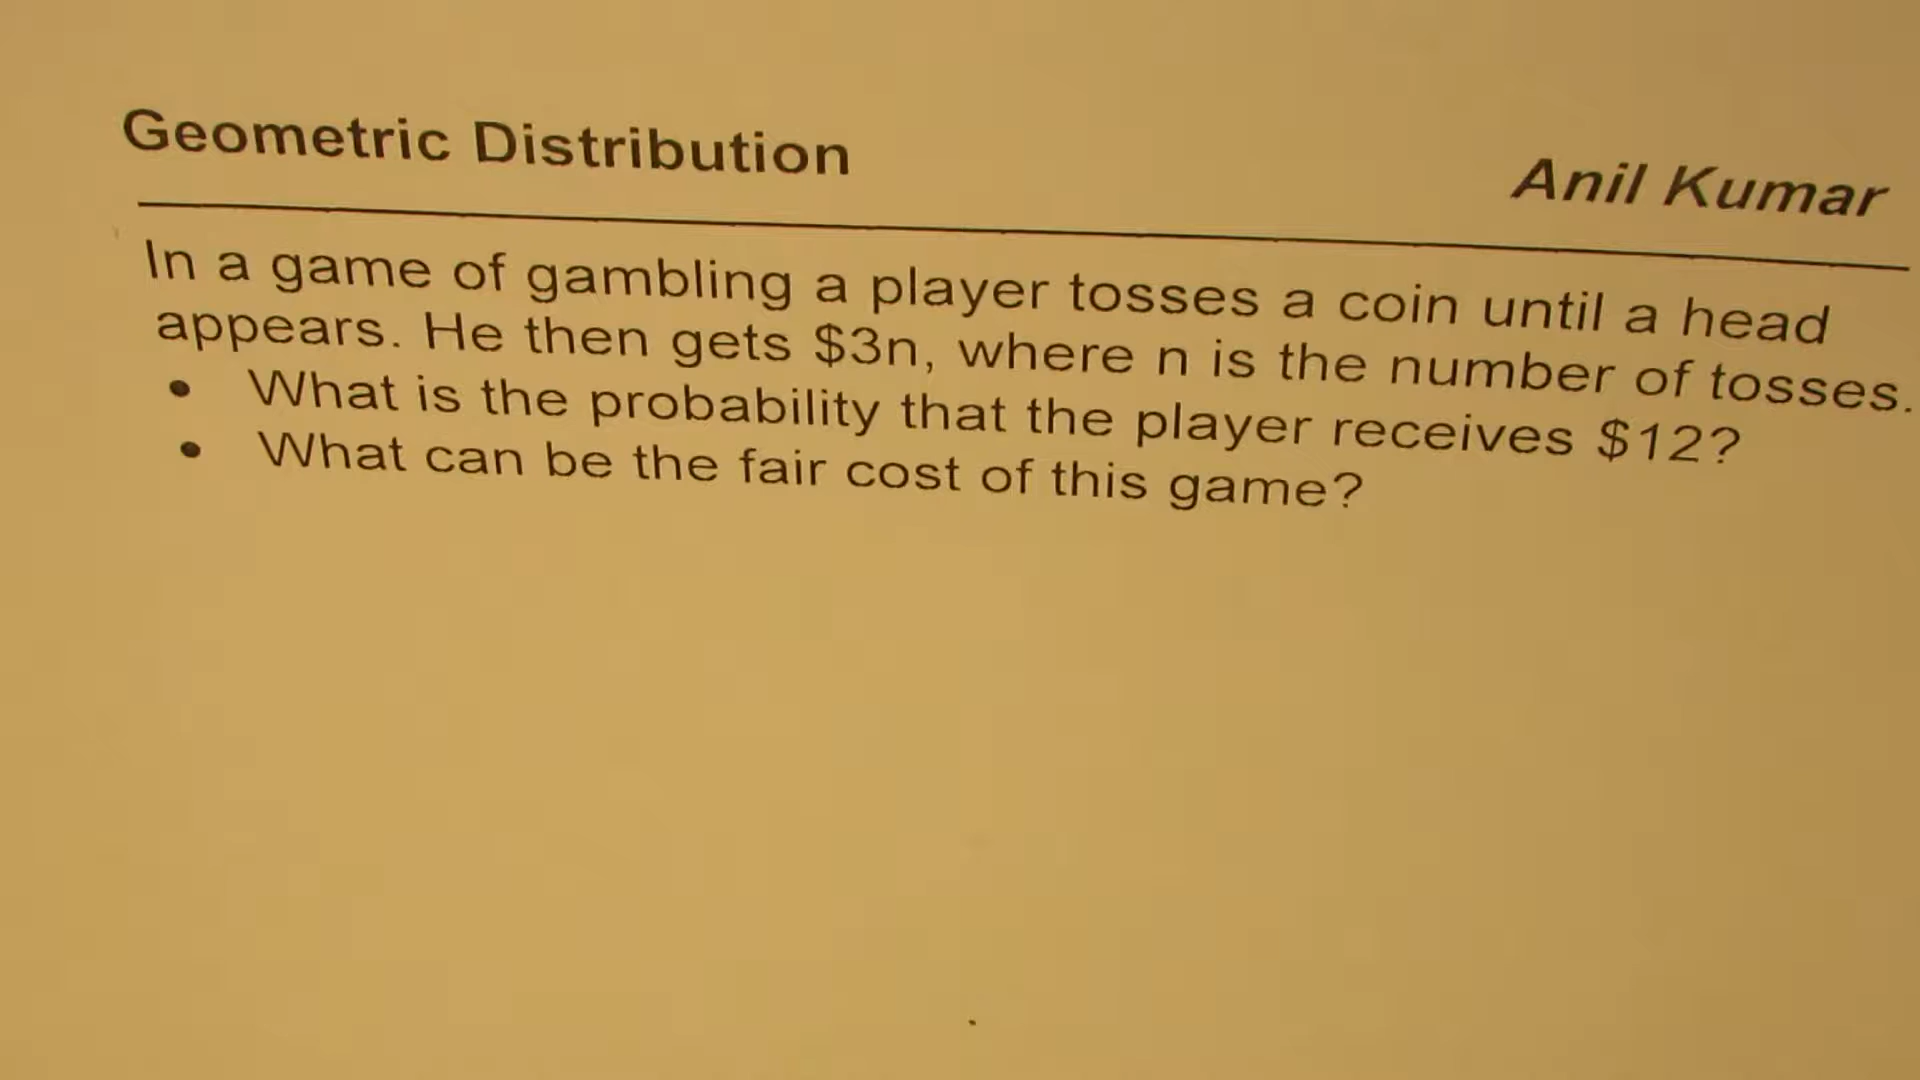 Geometric Distribution
Anil Kumar
In a game of gambling a player tosses a coin until a head
appears. He then gets $3n, where n is the number of tosses.
• What is the probability that the player receives $12?
• What can be the fair cost of this game?